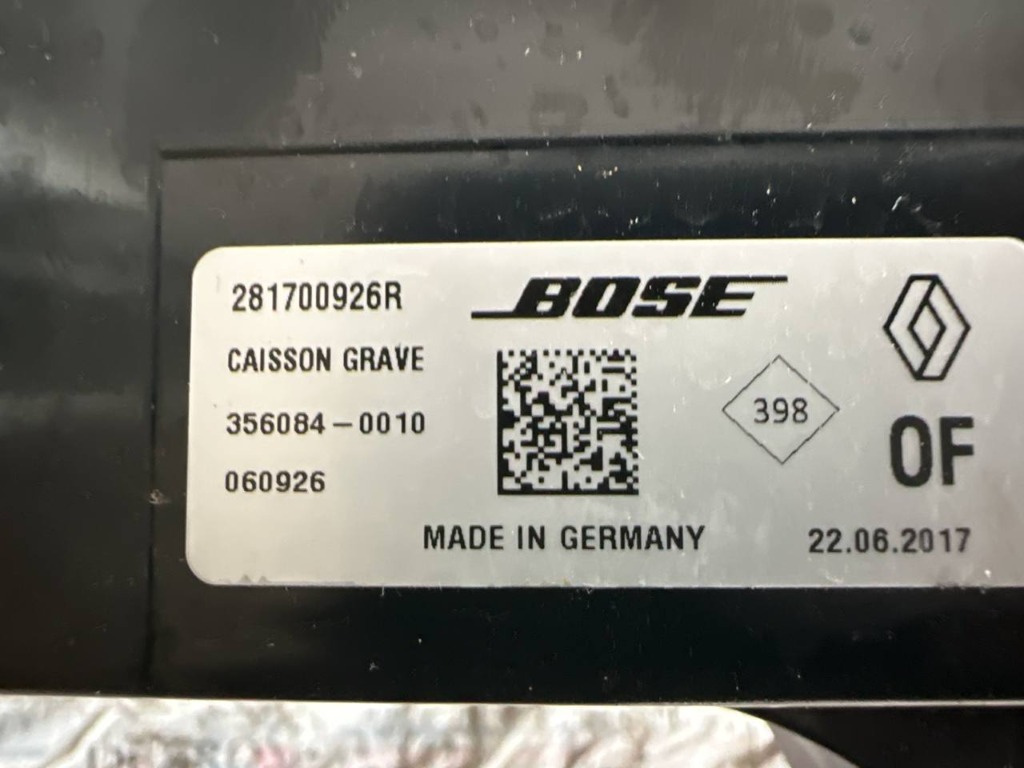 281700926R
BOSE
CAISSON GRAVE
356084-0010
398
OF
060926
MADE IN GERMANY
22.06.2017